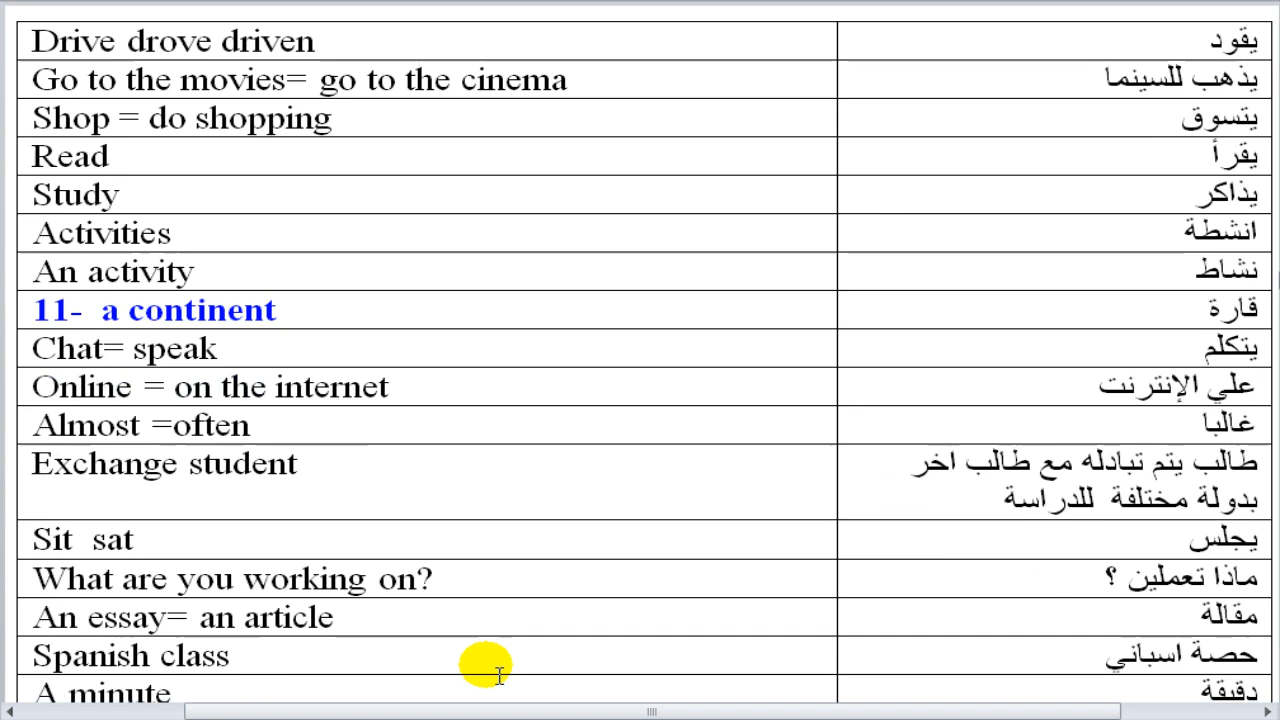 Drive drove driven يقود
Go to the movies= go to the cinema يذهب للسينما
Shop = do shopping يتسوق
Read يقرأ
Study يذاكر
Activities انشطة
An activity نشاط
11- a continent قارة
Chat= speak يتكلم
Online = on the internet علي الإنترنت
Almost =often غالبا
Exchange student طالب يتم تبادله مع طالب اخر
بدولة مختلفة للدراسة
Sit sat يجلس
What are you working on? ماذا تعملين ؟
An essay= an article مقالة
Spanish class حصة اسباني
A minute دقيقة